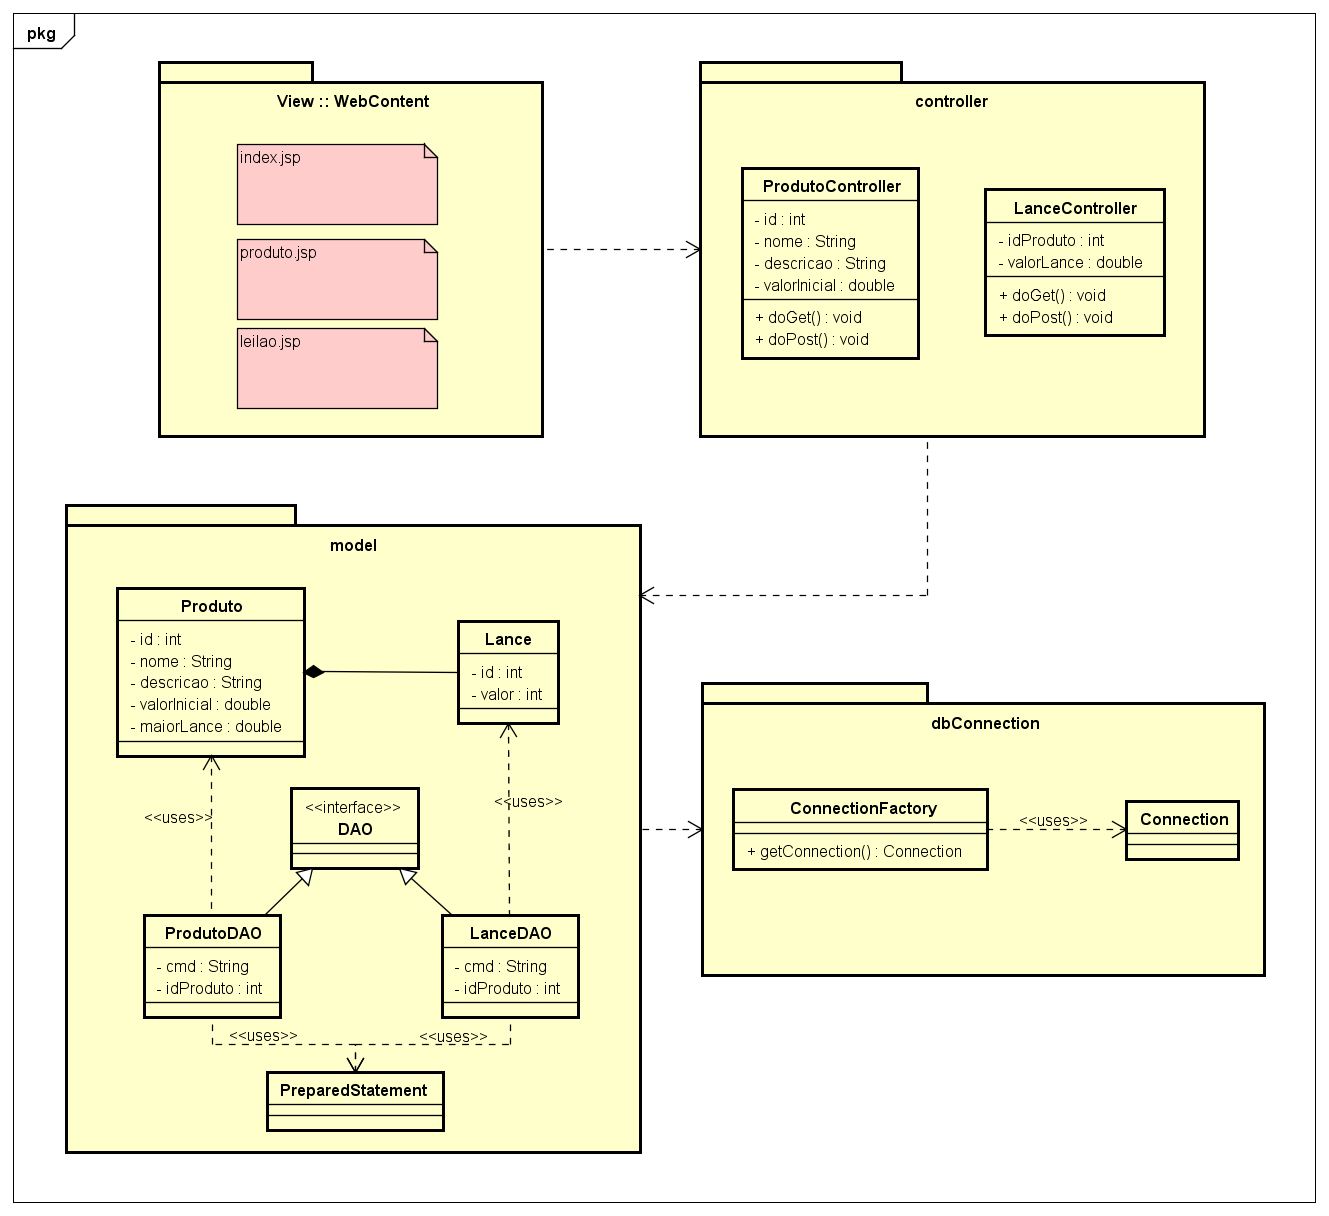 pkg
View :: WebContent
index.jsp
produto.jsp
leilao.jsp
controller
ProdutoController
- id : int
- nome : String
- descricao : String
- valorInicial : double
+ doGet() : void
+ doPost() : void
LanceController
- idProduto : int
- valorLance : double
+ doGet() : void
+ doPost() : void
model
Produto
- id : int
- nome : String
- descricao : String
- valorInicial : double
- maiorLance : double
Lance
- id : int
- valor : int
<<uses>>
<<uses>>
<<interface>>
DAO
ProdutoDAO
- cmd : String
- idProduto : int
LanceDAO
- cmd : String
- idProduto : int
<<uses>>
<<uses>>
PreparedStatement
dbConnection
ConnectionFactory
+ getConnection() : Connection
<<uses>>
Connection